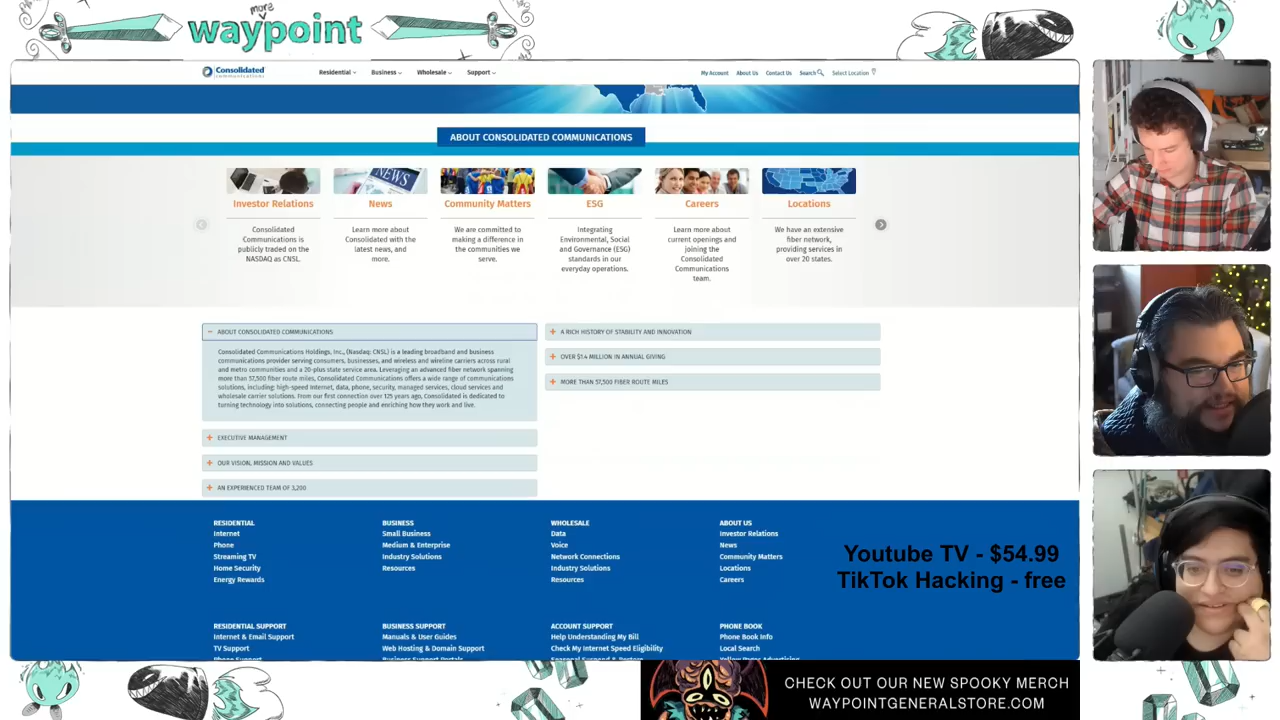 more
waypoint
Consolidated
communications
Residential
Business
Wholesale
Support
My Account
About Us
Contact Us
Search
Select Location
ABOUT CONSOLIDATED COMMUNICATIONS
Investor Relations
Consolidated
Communications is
publicly traded on the
NASDAQ as CNSL.
NEWS
News
Learn more about
Consolidated with the
latest news, and
more.
Community Matters
We are committed to
making a difference in
the communities we
serve.
ESG
Integrating
Environmental, Social
and Governance (ESG)
standards in our
everyday operations.
Careers
Learn more about
current openings and
joining the
Consolidated
Communications
team.
Locations
We have an extensive
fiber network,
providing services in
over 20 states.
ABOUT CONSOLIDATED COMMUNICATIONS
Consolidated Communications Holdings, Inc., (Nasdaq: CNSL) is a leading broadband and business
communications provider serving consumers, businesses, and wireless and wireline carriers across rural
and metro communities and a 20-plus state service area. Leveraging an advanced fiber network spanning
more than 57,500 fiber route miles, Consolidated Communications offers a wide range of communications
solutions, including: high-speed Internet, data, phone, security, managed services, cloud services and
wholesale carrier solutions. From our first connection over 125 years ago, Consolidated is dedicated to
turning technology into solutions, connecting people and enriching how they work and live.
EXECUTIVE MANAGEMENT
OUR VISION, MISSION AND VALUES
AN EXPERIENCED TEAM OF 3,200
A RICH HISTORY OF STABILITY AND INNOVATION
OVER $1.4 MILLION IN ANNUAL GIVING
MORE THAN 57,500 FIBER ROUTE MILES
RESIDENTIAL
Internet
Phone
Streaming TV
Home Security
Energy Rewards
BUSINESS
Small Business
Medium & Enterprise
Industry Solutions
Resources
WHOLESALE
Data
Voice
Network Connections
Industry Solutions
Resources
ABOUT US
Investor Relations
News
Community Matters
Locations
Careers
Youtube TV - $54.99
TikTok Hacking - free
RESIDENTIAL SUPPORT
Internet & Email Support
TV Support
Phone Support
BUSINESS SUPPORT
Manuals & User Guides
Web Hosting & Domain Support
Business Support Portals
ACCOUNT SUPPORT
Help Understanding My Bill
Check My Internet Speed Eligibility
Seasonal Suspend & Restore
PHONE BOOK
Phone Book Info
Local Search
Yellow Pages Advertising
CHECK OUT OUR NEW SPOOKY MERCH
WAYPOINTGENERALSTORE.COM